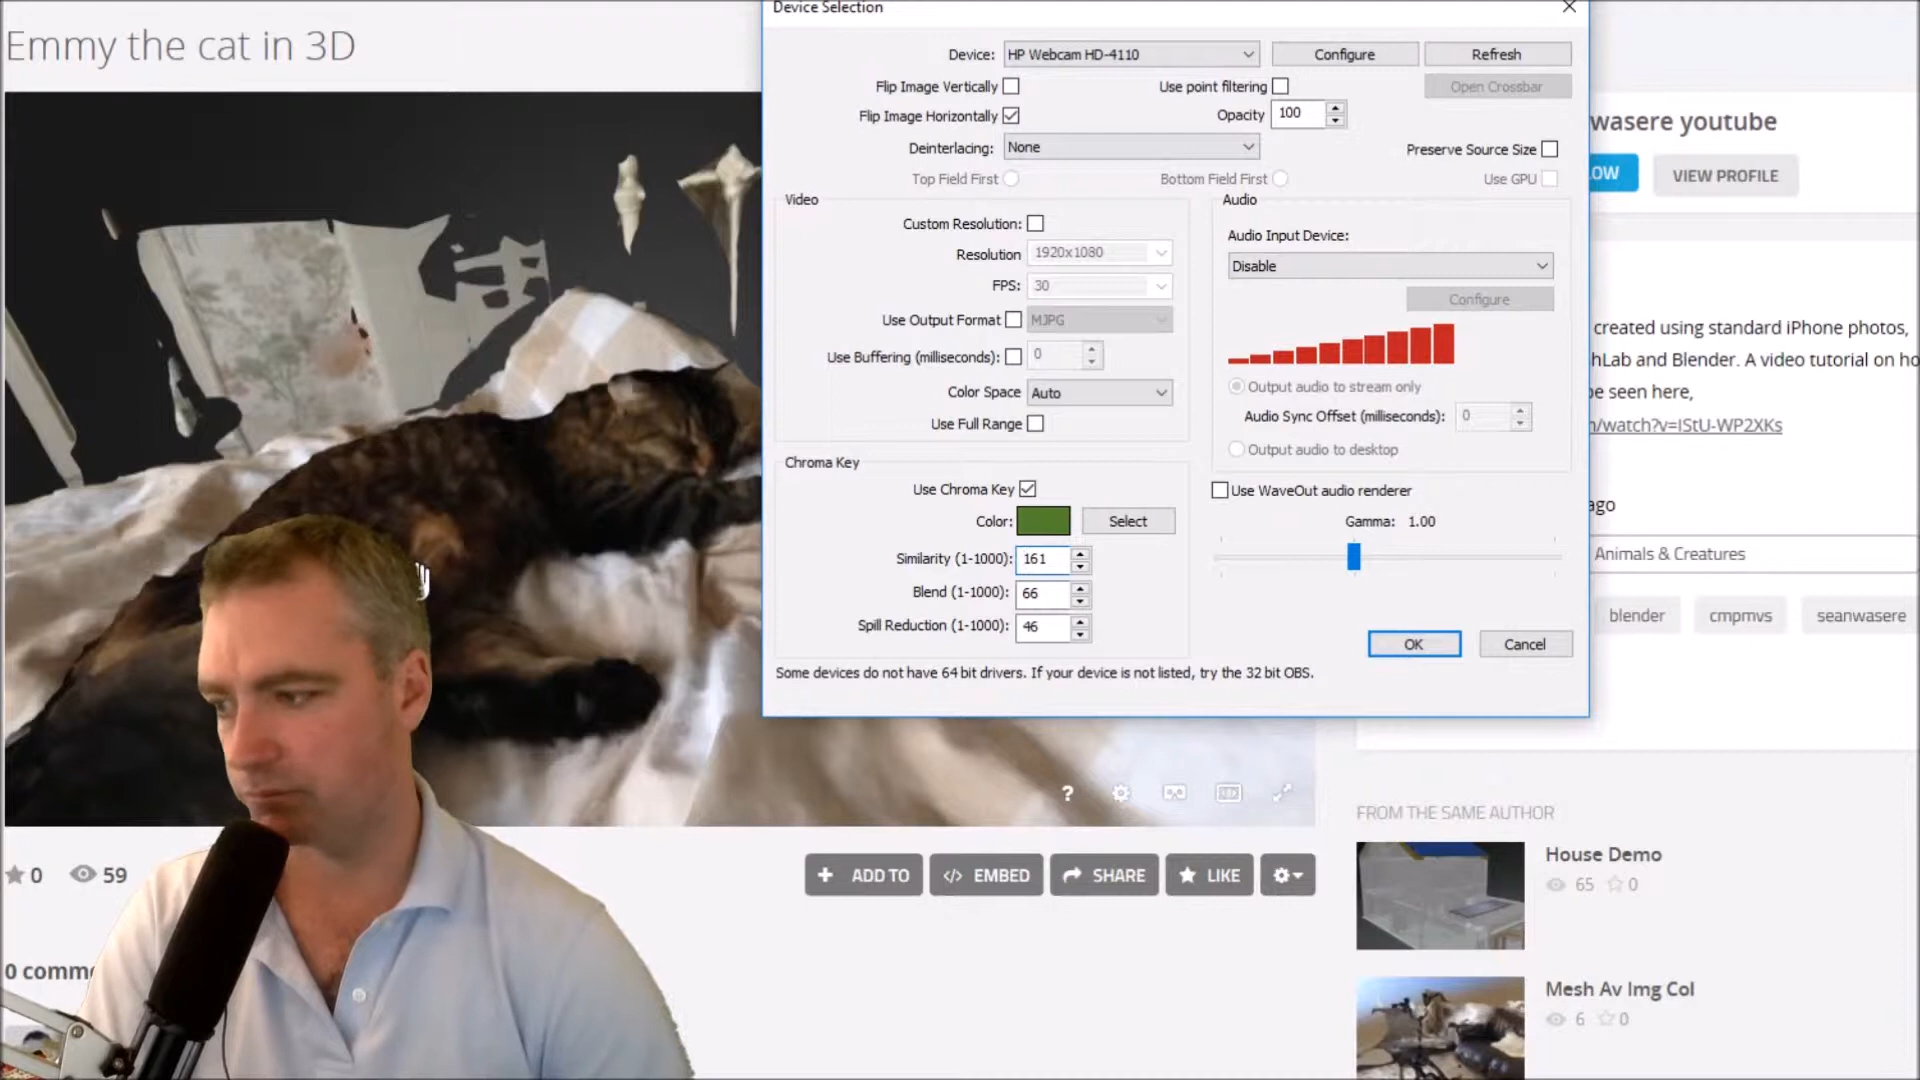 Device Selection
Emmy the cat in 3D
Device: HP Webcam HD-4110 Configure Refresh
Flip Image Vertically Use point filtering Open Crossbar
Flip Image Horizontally Opacity 100
Deinterlacing: None Preserve Source Size
Top Field First Bottom Field First Use GPU
Video
Custom Resolution:
Resolution 1920x1080
FPS: 30
Use Output Format MJPG
Use Buffering (milliseconds): 0
Color Space Auto
Use Full Range
Audio
Audio Input Device:
Disable
Configure
Output audio to stream only
Audio Sync Offset (milliseconds): 0
Output audio to desktop
Chroma Key
Use Chroma Key
Color: Select
Similarity (1-1000): 161
Blend (1-1000): 66
Spill Reduction (1-1000): 46
Use WaveOut audio renderer
Gamma: 1.00
OK Cancel
Some devices do not have 64 bit drivers. If your device is not listed, try the 32 bit OBS.
wasere youtube
OW VIEW PROFILE
created using standard iPhone photos,
hLab and Blender. A video tutorial on ho
be seen here,
/watch?v=IStU-WP2XKs
ago
Animals & Creatures
blender cmpmvs seanwasere
?
0 59
+ ADD TO </> EMBED SHARE LIKE
0 comme
FROM THE SAME AUTHOR
House Demo
65 0
Mesh Av Img Col
6 0